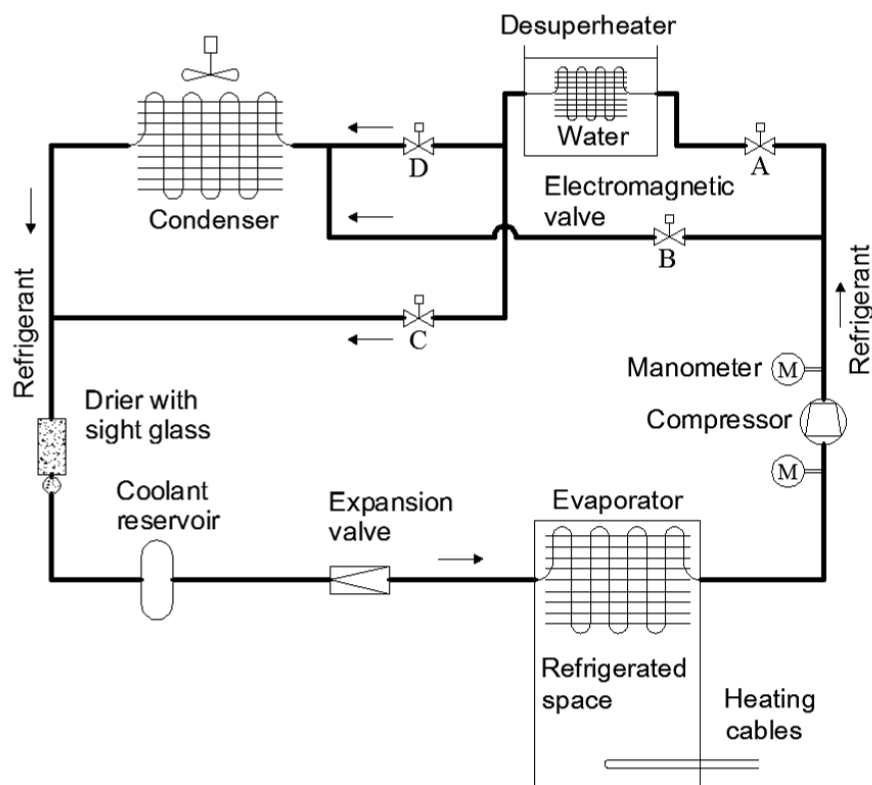 Desuperheater
Water
A
D
Electromagnetic
valve
B
Condenser
Refrigerant
Refrigerant
C
Manometer
M
Compressor
M
Drier with
sight glass
Coolant
reservoir
Expansion
valve
Evaporator
Refrigerated
space
Heating
cables